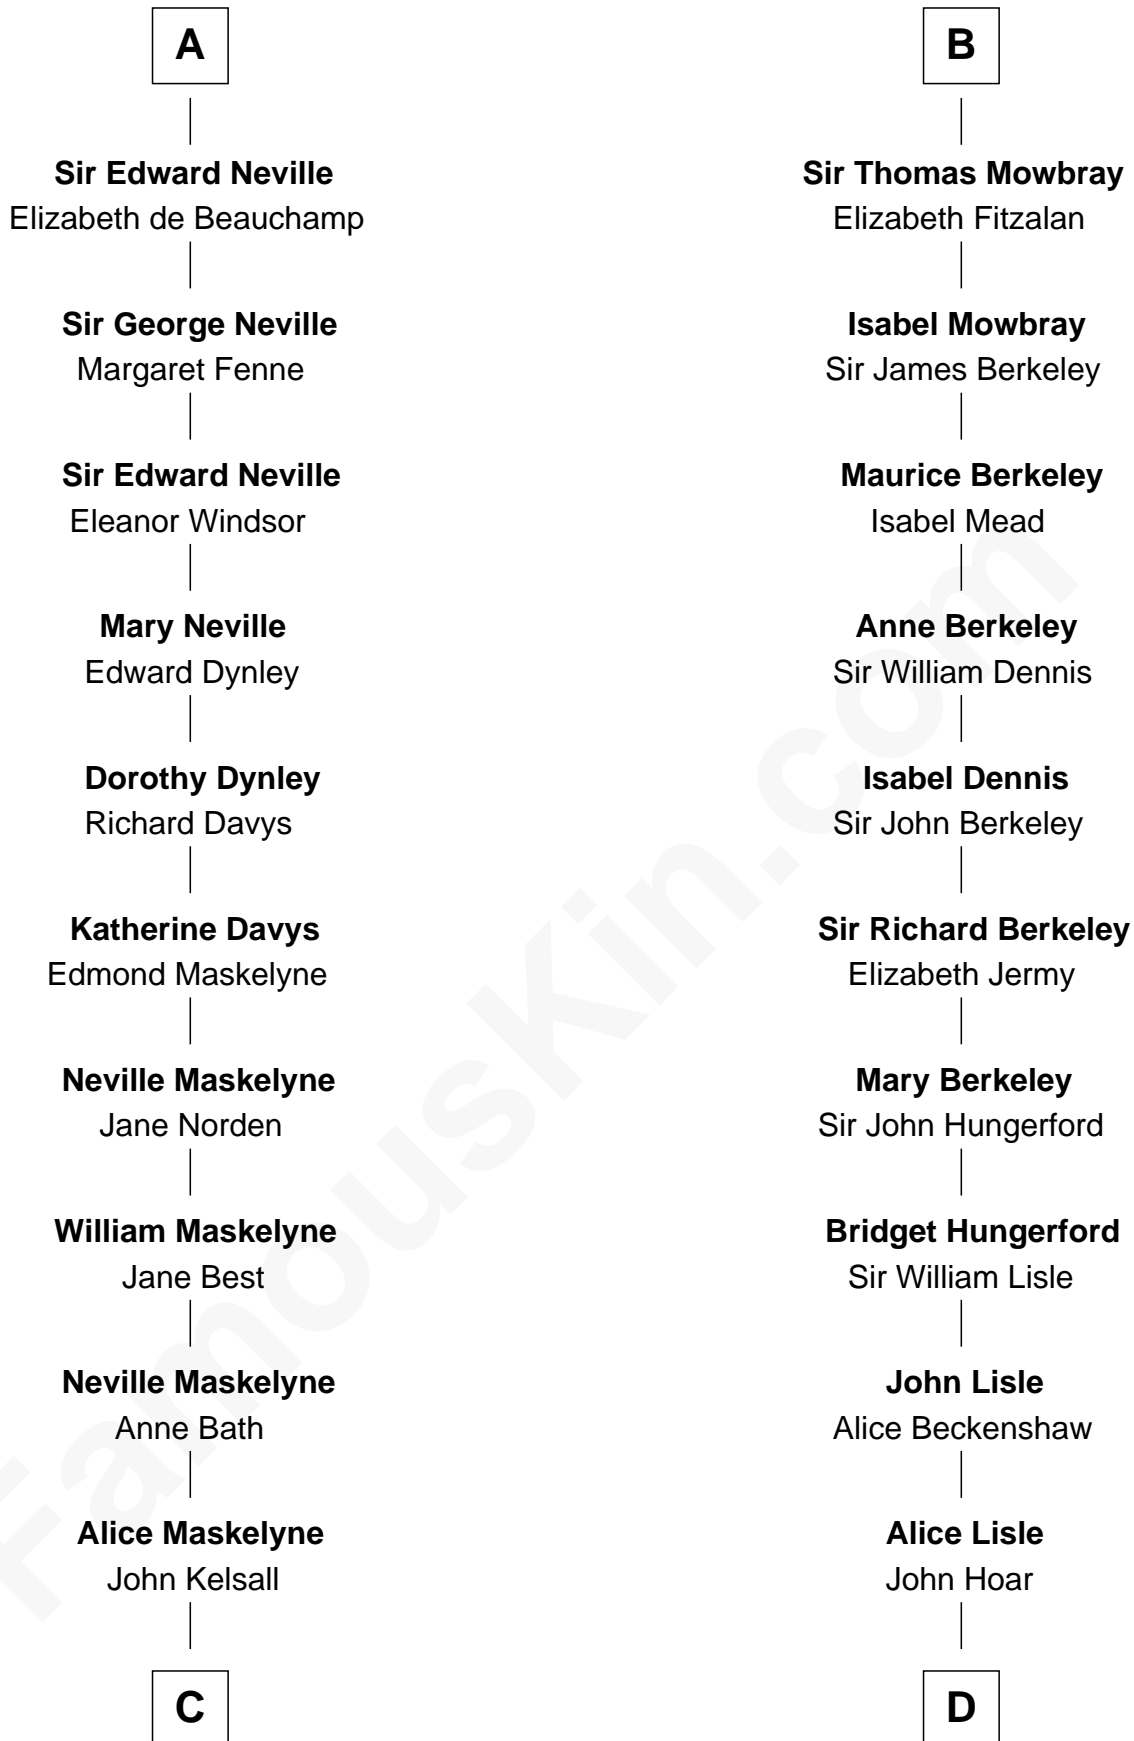 A
Sir Edward Neville
Elizabeth de Beauchamp
Sir George Neville
Margaret Fenne
Sir Edward Neville
Eleanor Windsor
Mary Neville
Edward Dynley
Dorothy Dynley
Richard Davys
Katherine Davys
Edmond Maskelyne
Neville Maskelyne
Jane Norden
William Maskelyne
Jane Best
Neville Maskelyne
Anne Bath
Alice Maskelyne
John Kelsall
C
B
Sir Thomas Mowbray
Elizabeth Fitzalan
Isabel Mowbray
Sir James Berkeley
Maurice Berkeley
Isabel Mead
Anne Berkeley
Sir William Dennis
Isabel Dennis
Sir John Berkeley
Sir Richard Berkeley
Elizabeth Jermy
Mary Berkeley
Sir John Hungerford
Bridget Hungerford
Sir William Lisle
John Lisle
Alice Beckenshaw
Alice Lisle
John Hoar
D
FamousKin.com